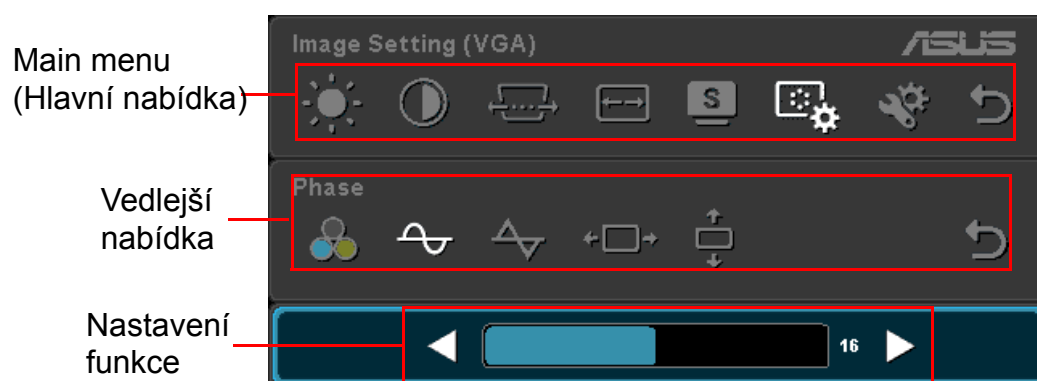 Image Setting (VGA)
ASUS
Main menu
(Hlavní nabídka)
S
Phase
Vedlejší
nabídka
Nastavení
funkce
16